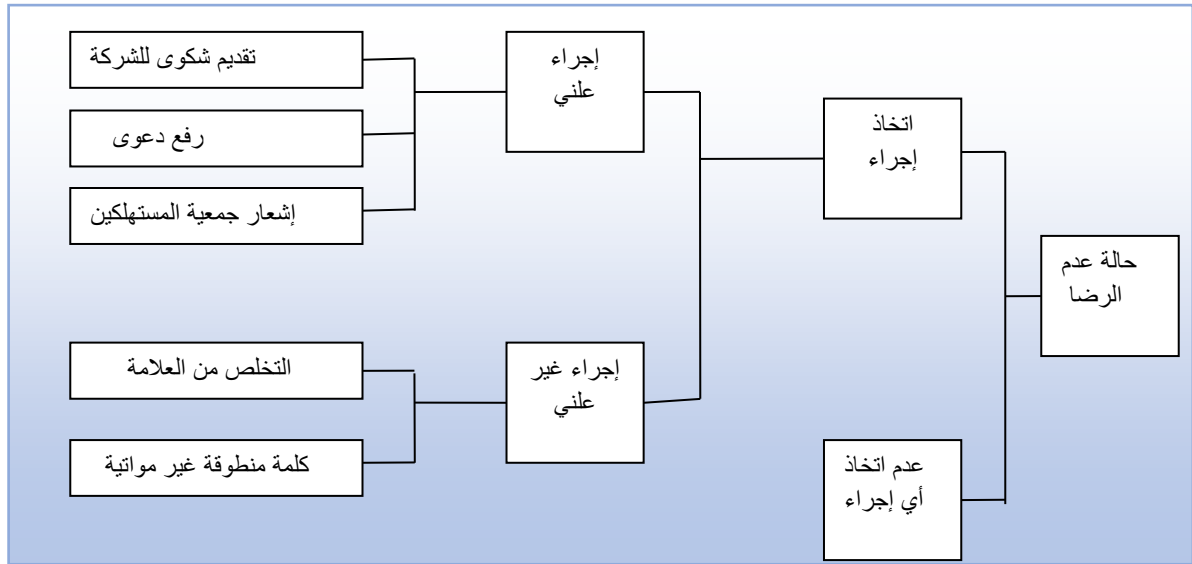 حالة عدم
الرضا
اتخاذ
إجراء
عدم اتخاذ
أي إجراء
إجراء
علني
إجراء غير
علني
تقديم شكوى للشركة
رفع دعوى
إشعار جمعية المستهلكين
التخلص من العلامة
كلمة منطوقة غير مواتية